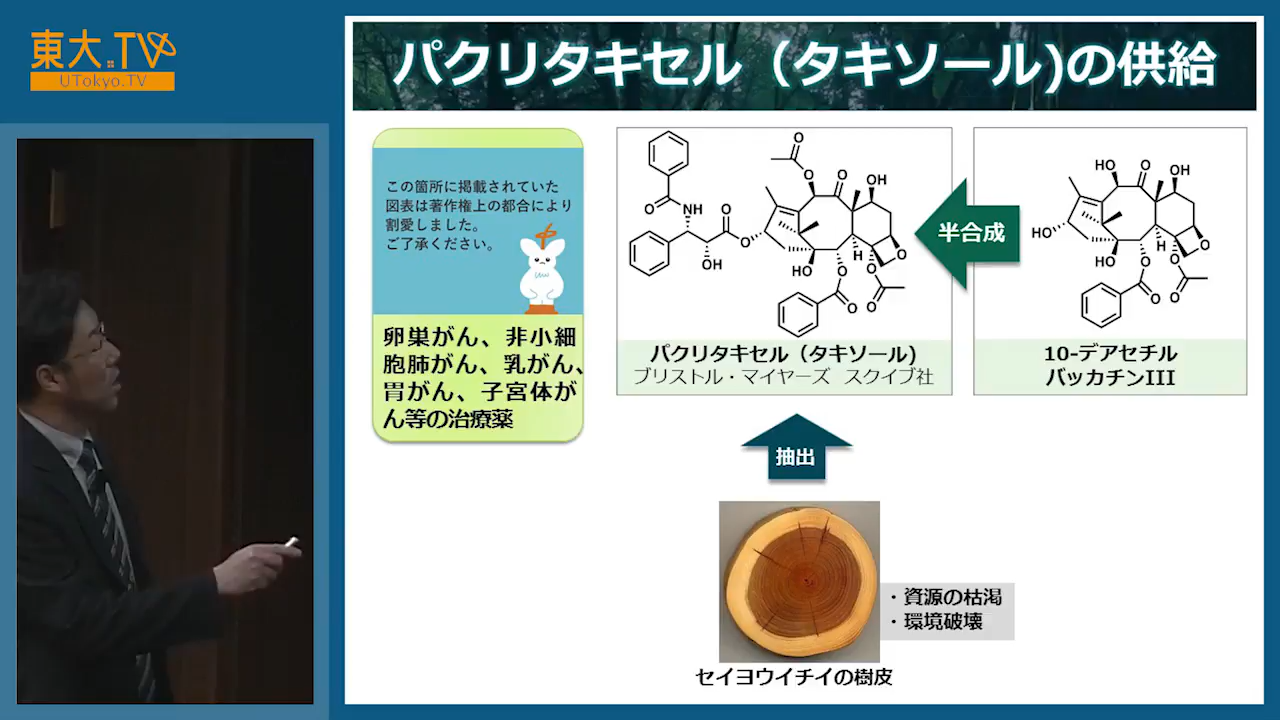 東大.TV
UTokyo.TV
パクリタキセル（タキソール)の供給
この箇所に掲載されていた
図表は著作権上の都合により
割愛しました。
ご了承ください。
卵巣がん、非小細
胞肺がん、乳がん、
胃がん、子宮体が
ん等の治療薬
O
O
O
OH
O
NH
O
O
OH
HO
H
O
O
O
O
パクリタキセル（タキソール)
ブリストル・マイヤーズ スクイブ社
半合成
HO
O
OH
HO
HO
H
O
O
O
O
10-デアセチル
バッカチンIII
抽出
・資源の枯渇
・環境破壊
セイヨウイチイの樹皮